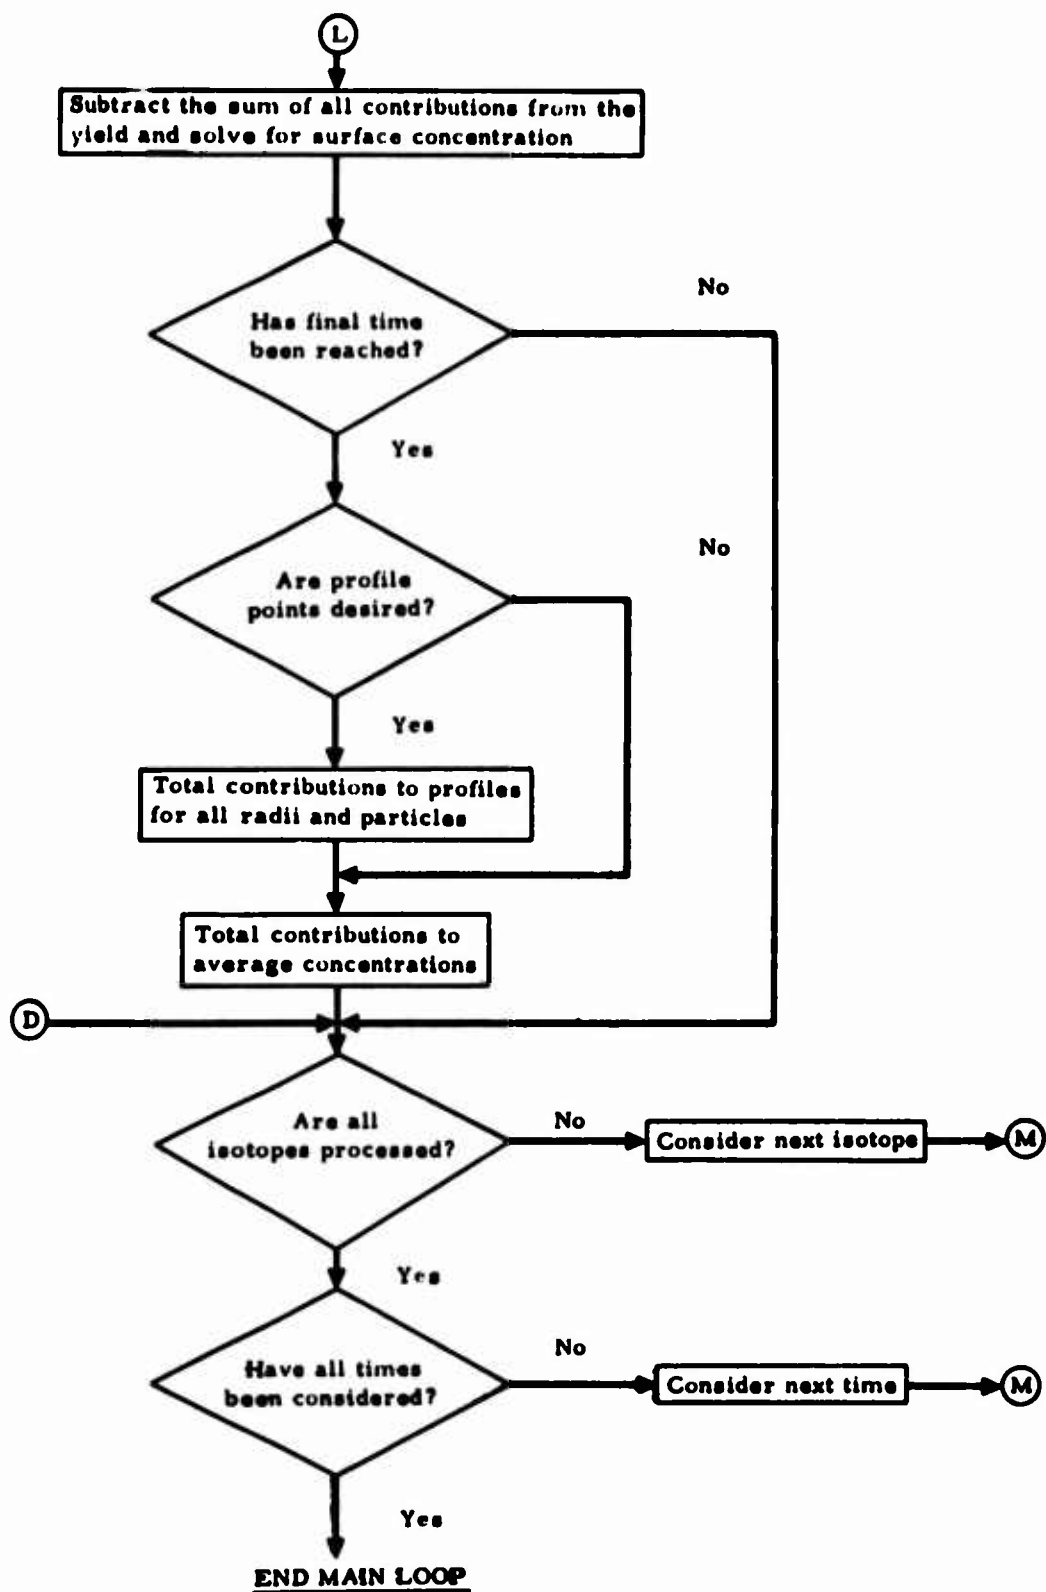 L
Subtract the sum of all contributions from the
yield and solve for surface concentration
No
Has final time
been reached?
Yes
No
Are profile
points desired?
Yes
Total contributions to profiles
for all radii and particles
Total contributions to
average concentrations
D
Are all
isotopes processed?
No
Consider next isotope
M
Yes
Have all times
been considered?
No
Consider next time
M
Yes
END MAIN LOOP